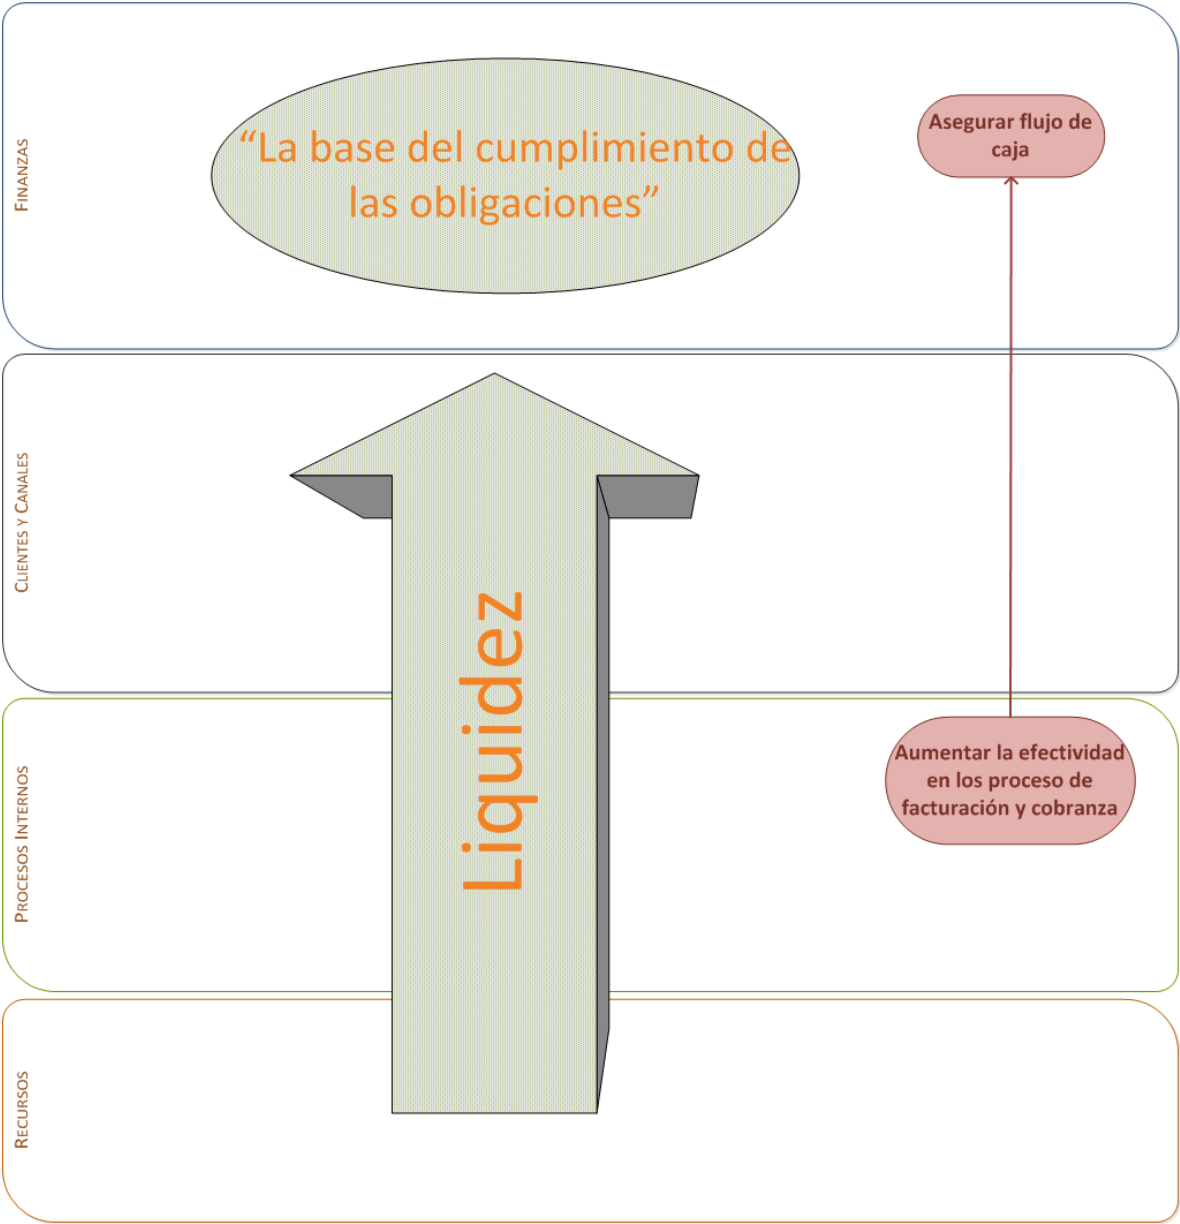 FINANZAS
“La base del cumplimiento de
las obligaciones”
Asegurar flujo de
caja
CLIENTES Y CANALES
Liquidez
PROCESOS INTERNOS
Aumentar la efectividad
en los proceso de
facturación y cobranza
RECURSOS